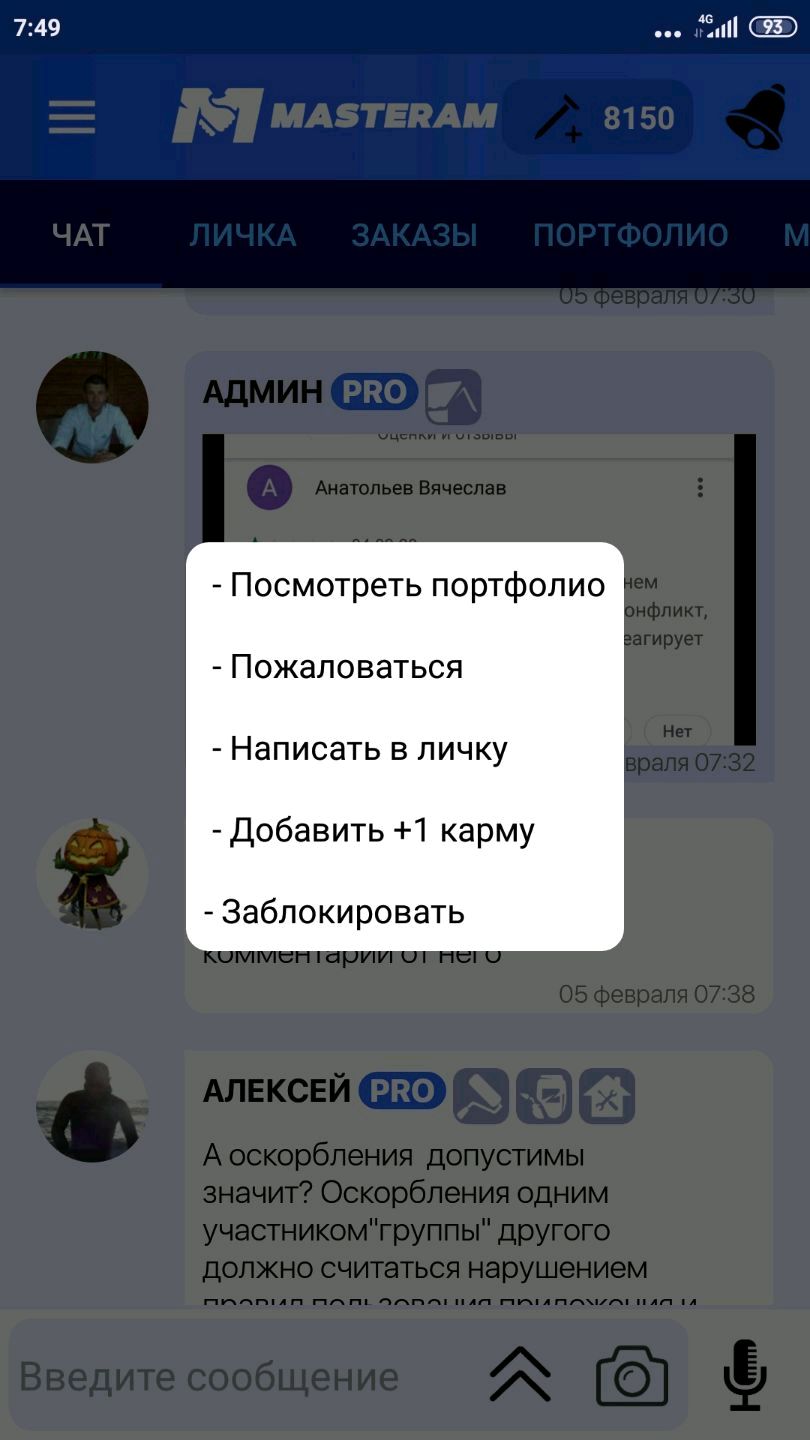 7:49
4G
93
MASTERAM
8150
ЧАТ
ЛИЧКА
ЗАКАЗЫ
ПОРТФОЛИО
М
05 февраля 07:30
АДМИН PRO
Оценки и отзывы
А
Анатольев Вячеслав
нем
онфликт,
еагирует
Нет
враля 07:32
- Посмотреть портфолио
- Пожаловаться
- Написать в личку
- Добавить +1 карму
- Заблокировать
комментарии от него
05 февраля 07:38
АЛЕКСЕЙ PRO
А оскорбления допустимы
значит? Оскорбления одним
участником"группы" другого
должно считаться нарушением
правил пользования приложения и
Введите сообщение